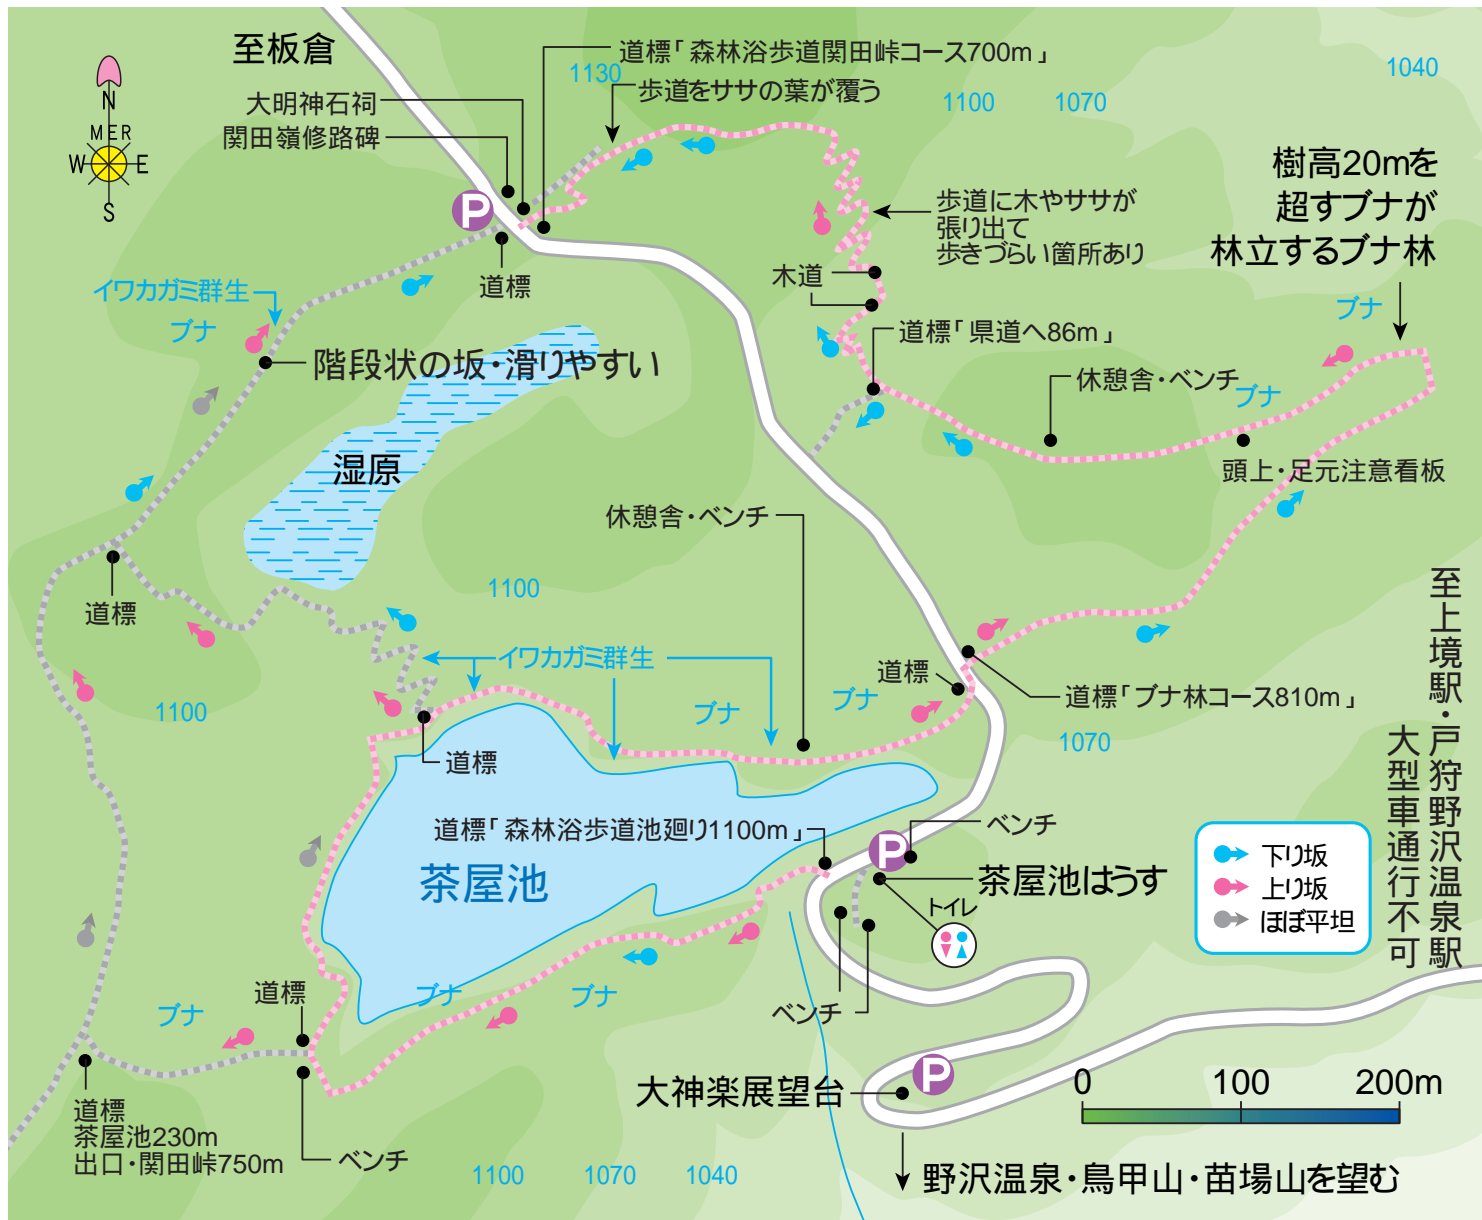 至板倉
道標「森林浴歩道関田峠コース700m」
1130
歩道をササの葉が覆う
1040
1100
1070
大明神石祠
関田嶺修路碑
N
MER
W
E
S
P
樹高20mを
超すブナが
林立するブナ林
歩道に木やササが
張り出て
歩きづらい箇所あり
木道
道標
イワカガミ群生
ブナ
階段状の坂・滑りやすい
道標「県道へ86m」
ブナ
休憩舎・ベンチ
ブナ
頭上・足元注意看板
湿原
休憩舎・ベンチ
1100
道標
イワカガミ群生
1100
ブナ
ブナ
道標
道標「ブナ林コース810m」
1070
道標
至上境駅・戸狩野沢温泉駅
大型車通行不可
道標「森林浴歩道池廻り1100m」
ベンチ
P
茶屋池
茶屋池はうす
トイレ
下り坂
上り坂
ほぼ平坦
ブナ
道標
ブナ
ブナ
ベンチ
大神楽展望台
P
0
100
200m
道標
茶屋池230m
出口・関田峠750m
ベンチ
1100
1070
1040
野沢温泉・鳥甲山・苗場山を望む